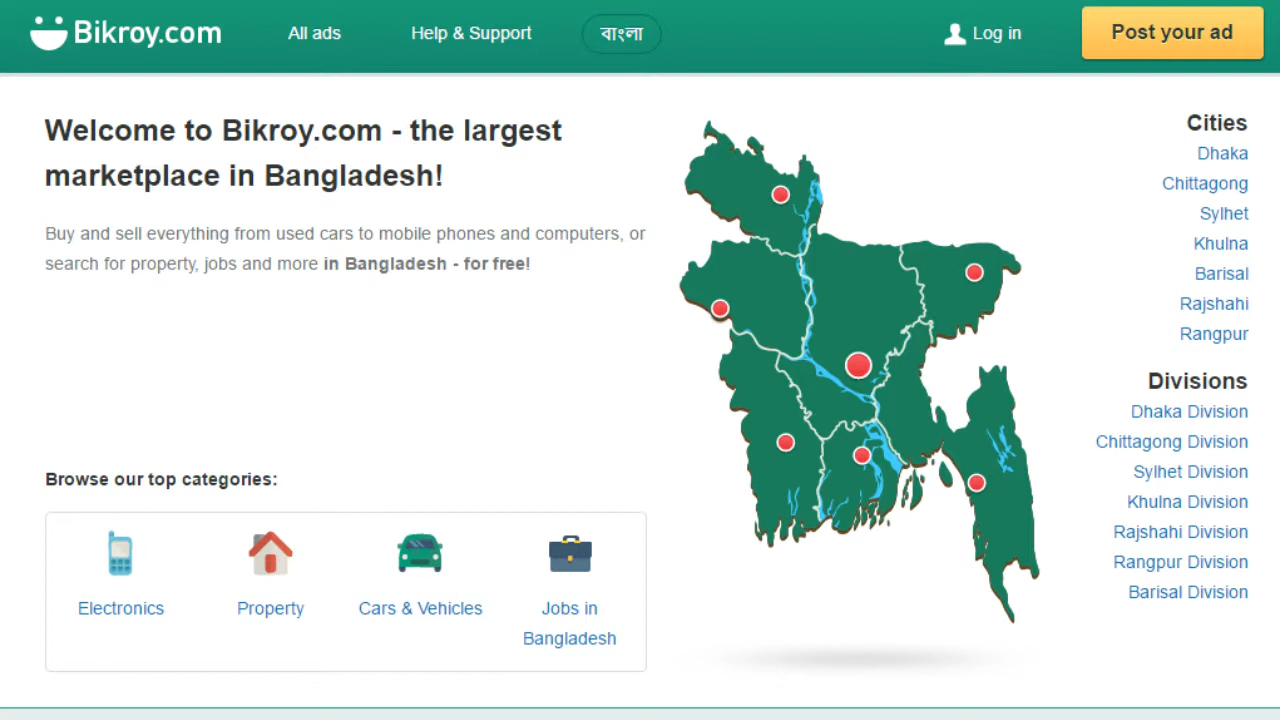 Bikroy.com
All ads
Help & Support
বাংলা
Log in
Post your ad
Welcome to Bikroy.com - the largest
marketplace in Bangladesh!
Buy and sell everything from used cars to mobile phones and computers, or
search for property, jobs and more in Bangladesh - for free!
Browse our top categories:
Electronics
Property
Cars & Vehicles
Jobs in
Bangladesh
Cities
Dhaka
Chittagong
Sylhet
Khulna
Barisal
Rajshahi
Rangpur
Divisions
Dhaka Division
Chittagong Division
Sylhet Division
Khulna Division
Rajshahi Division
Rangpur Division
Barisal Division